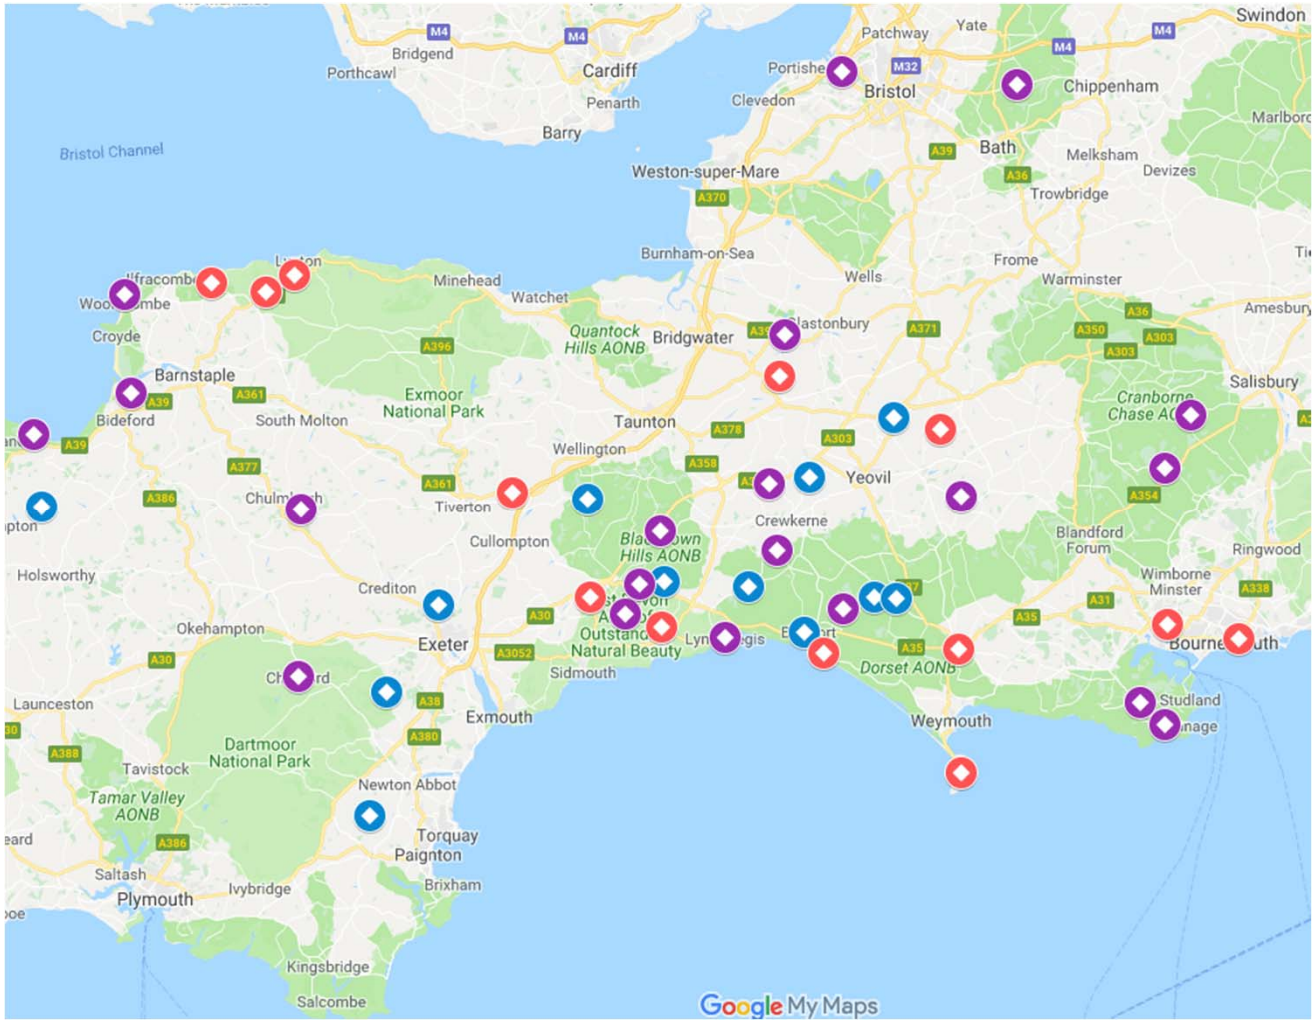 Swindon
M4
Yate
Patchway
M4
M4
M4
Bridgend
Cardiff
Porthcawl
M32
Bristol
Chippenham
Clevedon
Penarth
Barry
Bristol Channel
Bath
A39
Melksham
Weston-super-Mare
Devizes
A36
Trowbridge
A370
Burnham-on-Sea
Frome
Wells
Warminster
Minehead
Watchet
Amesbury
A36
Croyde
Quantock
Hills AONB
Bridgwater
A371
A350
A303
A303
A396
Barnstaple
Salisbury
A361
A39
Exmoor
National Park
Cranborne
Bideford
South Molton
Taunton
A378
A303
A39
Wellington
A377
A358
Yeovil
A361
A386
A354
Tiverton
Crewkerne
Cullompton
Hills AONB
Blandford
Forum
Ringwood
Holsworthy
Wimborne
Minster
Crediton
A338
A31
A30
A35
Okehampton
Exeter
Outstanding
Natural Beauty
A3052
A35
A30
Sidmouth
Dorset AONB
Launceston
A38
Studland
Exmouth
Weymouth
A380
A388
Dartmoor
National Park
Tavistock
Newton Abbot
Tamar Valley
AONB
A386
Torquay
Paignton
Saltash
Ivybridge
Brixham
Plymouth
Kingsbridge
Salcombe
Google My Maps